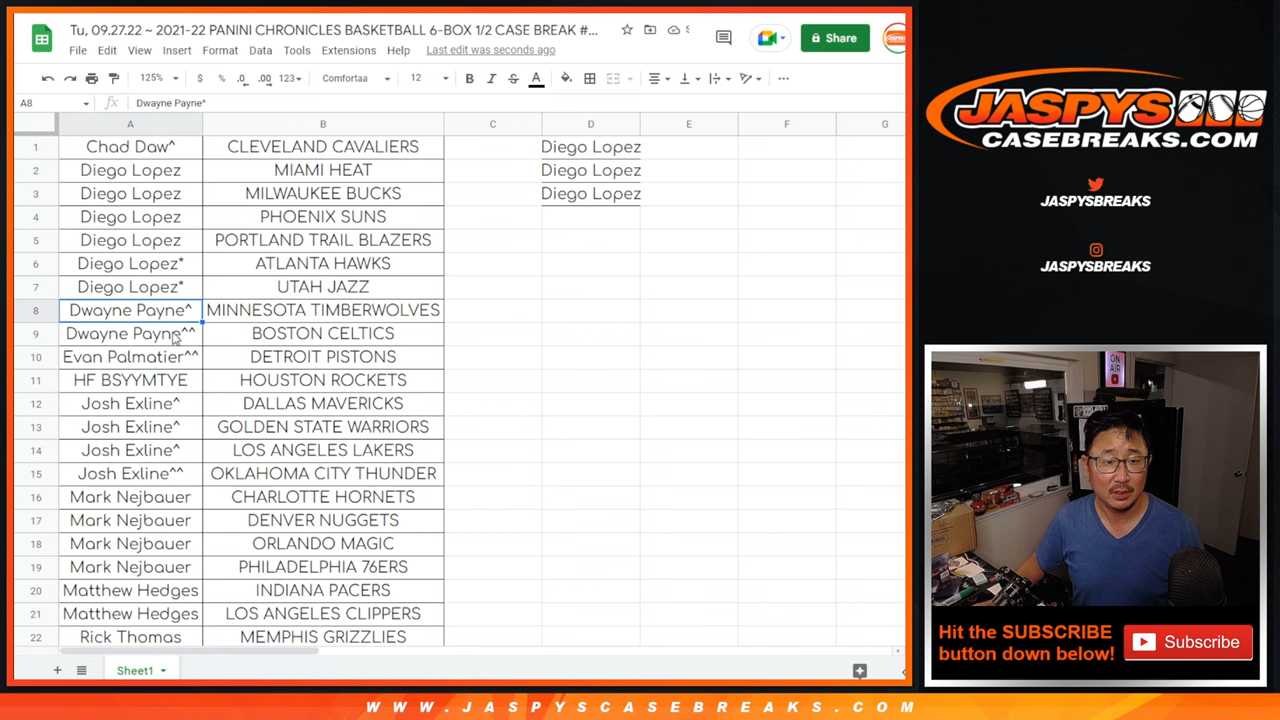 Tu, 09.27.22 ~ 2021-22 PANINI CHRONICLES BASKETBALL 6-BOX 1/2 CASE BREAK #...
File Edit View Insert Format Data Tools Extensions Help Last edit was seconds ago
Share
125% $ % .0 .00 123 Comfortaa 12 B I S A
A8 fx Dwayne Payne^
A B C D E F G
1 Chad Daw^ CLEVELAND CAVALIERS Diego Lopez
2 Diego Lopez MIAMI HEAT Diego Lopez
3 Diego Lopez MILWAUKEE BUCKS Diego Lopez
4 Diego Lopez PHOENIX SUNS
5 Diego Lopez PORTLAND TRAIL BLAZERS
6 Diego Lopez* ATLANTA HAWKS
7 Diego Lopez* UTAH JAZZ
8 Dwayne Payne^ MINNESOTA TIMBERWOLVES
9 Dwayne Payne^^ BOSTON CELTICS
10 Evan Palmatier^^ DETROIT PISTONS
11 HF BSYYMTYE HOUSTON ROCKETS
12 Josh Exline^ DALLAS MAVERICKS
13 Josh Exline^ GOLDEN STATE WARRIORS
14 Josh Exline^ LOS ANGELES LAKERS
15 Josh Exline^^ OKLAHOMA CITY THUNDER
16 Mark Nejbauer CHARLOTTE HORNETS
17 Mark Nejbauer DENVER NUGGETS
18 Mark Nejbauer ORLANDO MAGIC
19 Mark Nejbauer PHILADELPHIA 76ERS
20 Matthew Hedges INDIANA PACERS
21 Matthew Hedges LOS ANGELES CLIPPERS
22 Rick Thomas MEMPHIS GRIZZLIES
Sheet1
JASPYS
CASEBREAKS.COM
JASPYSBREAKS
JASPYSBREAKS
ON AIR
Hit the SUBSCRIBE
button down below!
Subscribe
WWW.JASPYSCASEBREAKS.COM